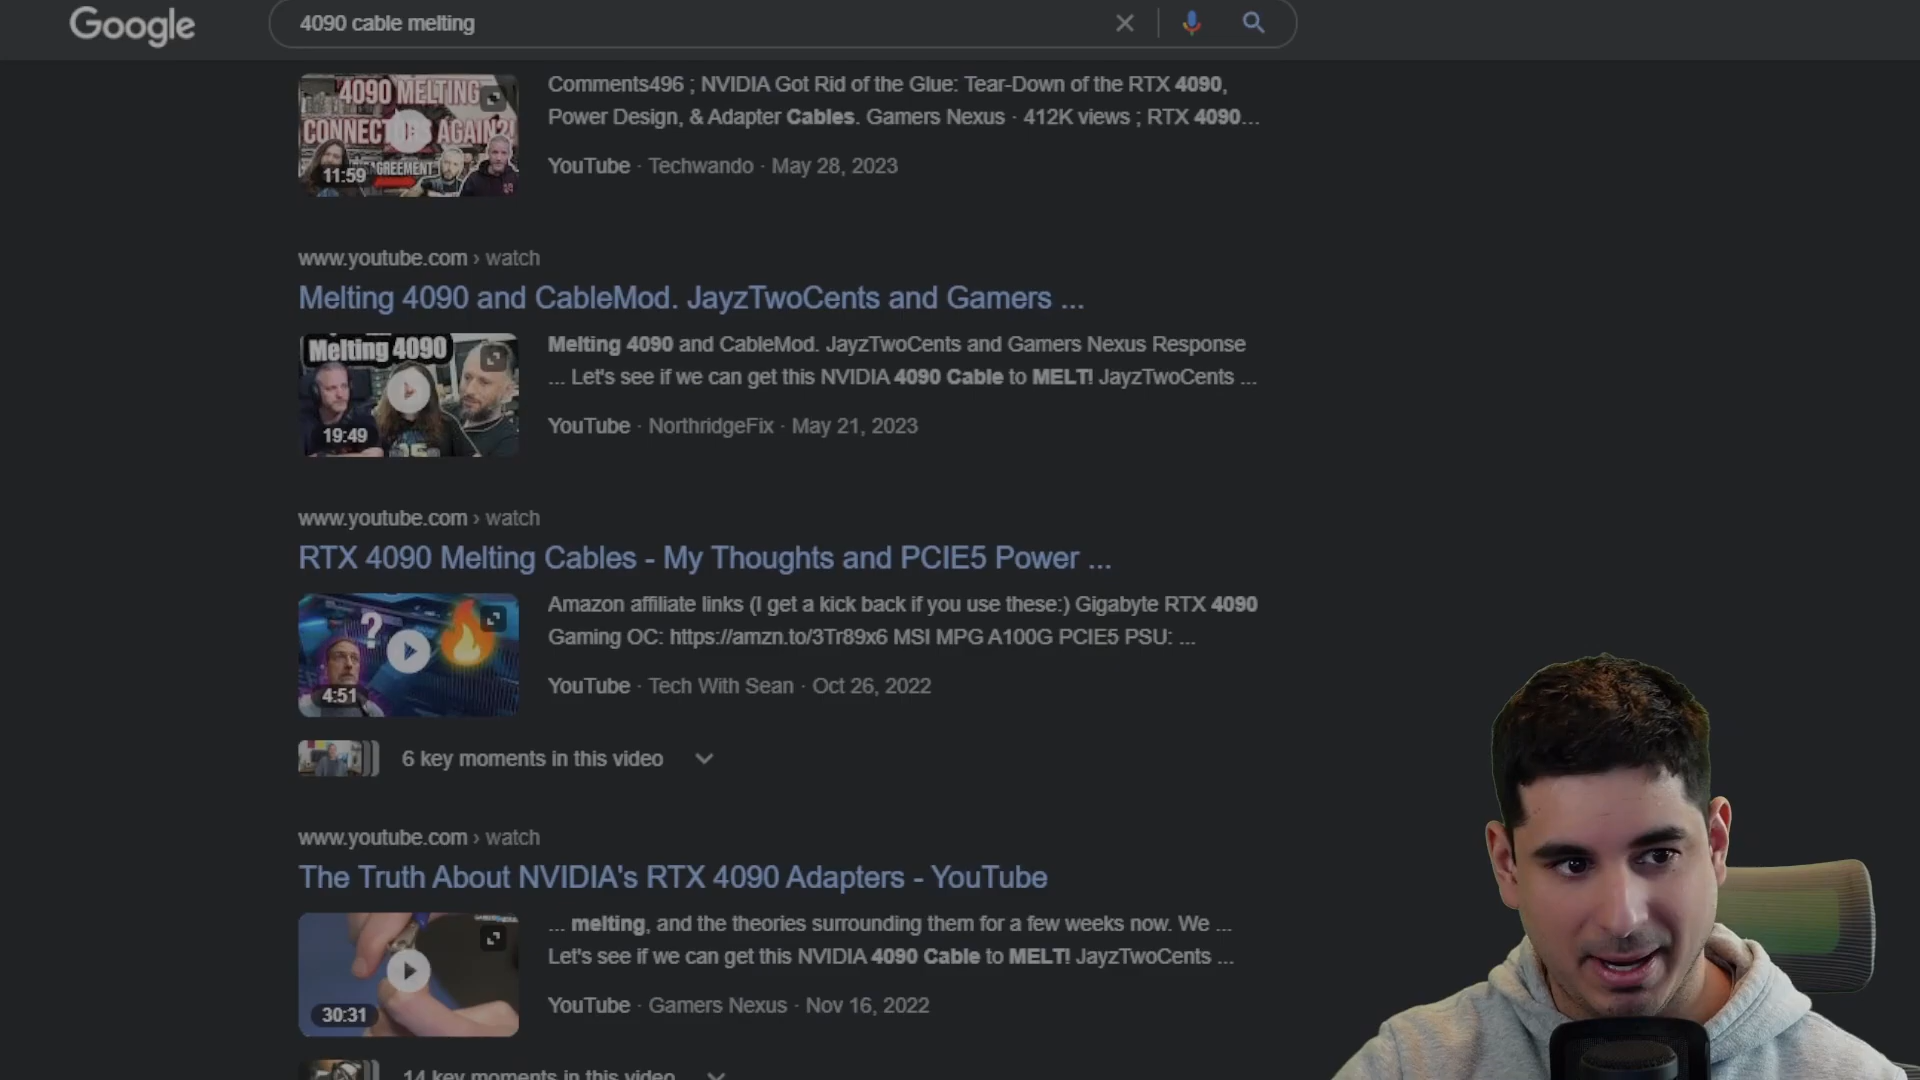 Google
4090 cable melting
4090 MELTING
CONNECTORS AGAIN?!
AGREEMENT
11:59
Comments496 ; NVIDIA Got Rid of the Glue: Tear-Down of the RTX 4090,
Power Design, & Adapter Cables. Gamers Nexus · 412K views ; RTX 4090...
YouTube · Techwando · May 28, 2023
www.youtube.com › watch
Melting 4090 and CableMod. JayzTwoCents and Gamers ...
Melting 4090
19:49
Melting 4090 and CableMod. JayzTwoCents and Gamers Nexus Response
... Let's see if we can get this NVIDIA 4090 Cable to MELT! JayzTwoCents ...
YouTube · NorthridgeFix · May 21, 2023
www.youtube.com › watch
RTX 4090 Melting Cables - My Thoughts and PCIE5 Power ...
?
4:51
Amazon affiliate links (I get a kick back if you use these:) Gigabyte RTX 4090
Gaming OC: https://amzn.to/3Tr89x6 MSI MPG A100G PCIE5 PSU: ...
YouTube · Tech With Sean · Oct 26, 2022
6 key moments in this video
www.youtube.com › watch
The Truth About NVIDIA's RTX 4090 Adapters - YouTube
30:31
... melting, and the theories surrounding them for a few weeks now. We ...
Let's see if we can get this NVIDIA 4090 Cable to MELT! JayzTwoCents ...
YouTube · Gamers Nexus · Nov 16, 2022
14 key moments in this video